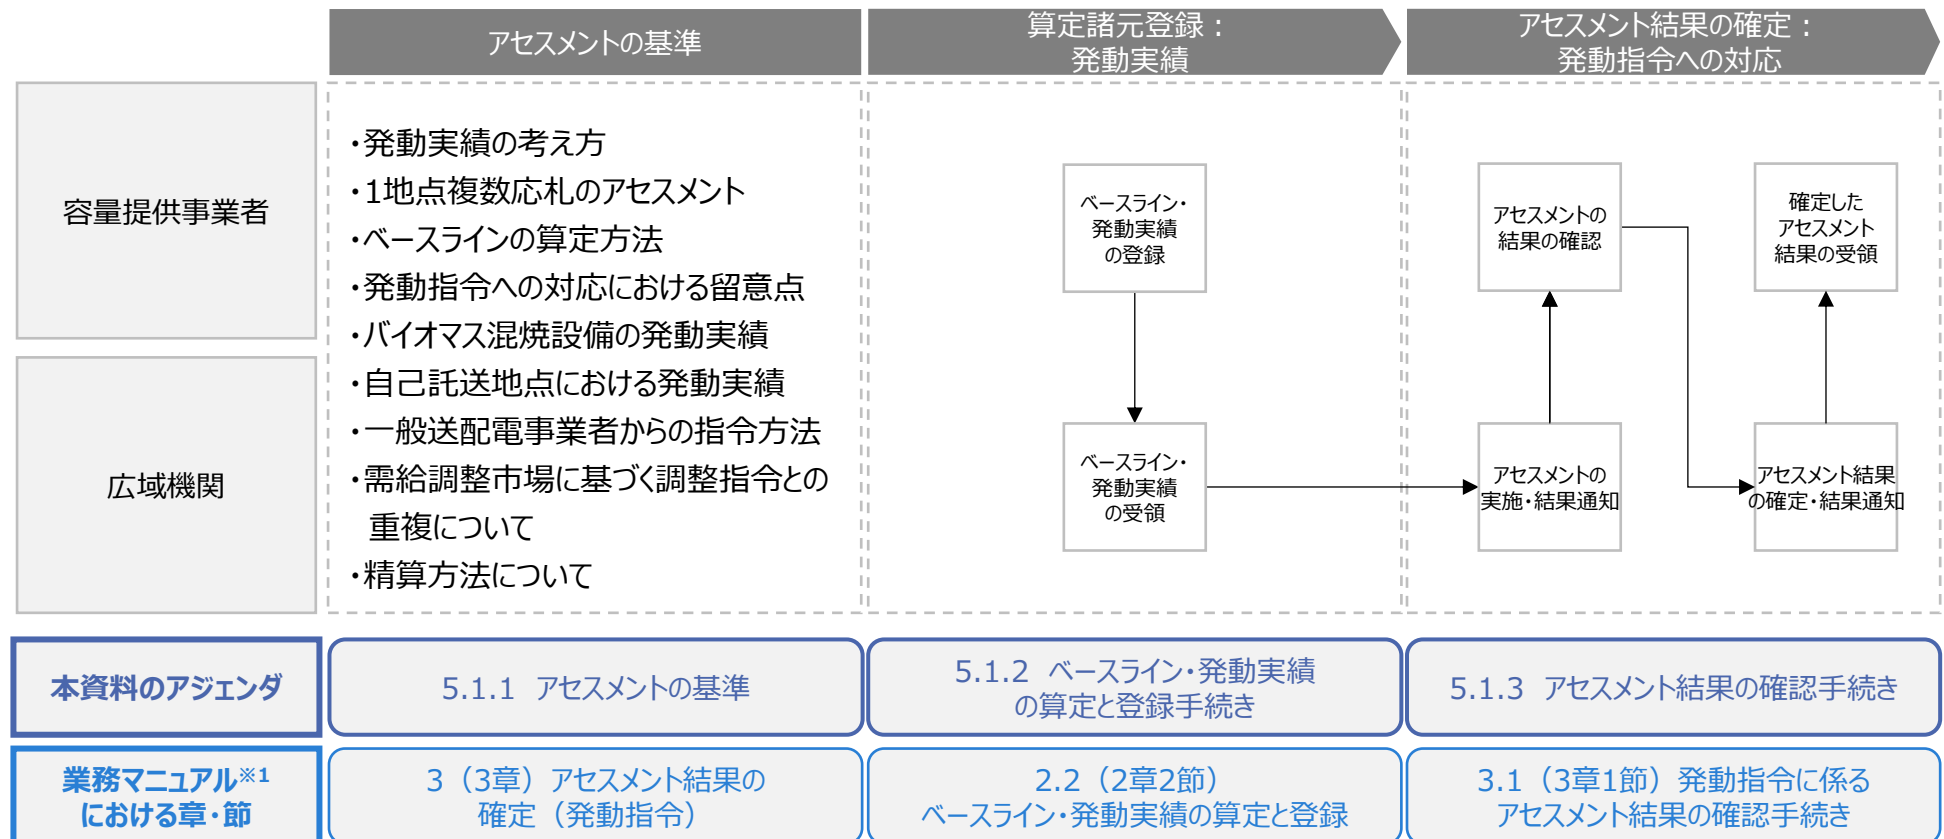 アセスメントの基準
算定諸元登録：
発動実績
アセスメント結果の確定：
発動指令への対応
容量提供事業者
広域機関
・発動実績の考え方
・1地点複数応札のアセスメント
・ベースラインの算定方法
・発動指令への対応における留意点
・バイオマス混焼設備の発動実績
・自己託送地点における発動実績
・一般送配電事業者からの指令方法
・需給調整市場に基づく調整指令との
重複について
・精算方法について
ベースライン・
発動実績
の登録
ベースライン・
発動実績
の受領
アセスメントの
結果の確認
確定した
アセスメント
結果の受領
アセスメントの
実施・結果通知
アセスメント結果
の確定・結果通知
本資料のアジェンダ
5.1.1 アセスメントの基準
5.1.2 ベースライン・発動実績
の算定と登録手続き
5.1.3 アセスメント結果の確認手続き
業務マニュアル※1
における章・節
3（3章）アセスメント結果の
確定（発動指令）
2.2（2章2節）
ベースライン・発動実績の算定と登録
3.1（3章1節）発動指令に係る
アセスメント結果の確認手続き